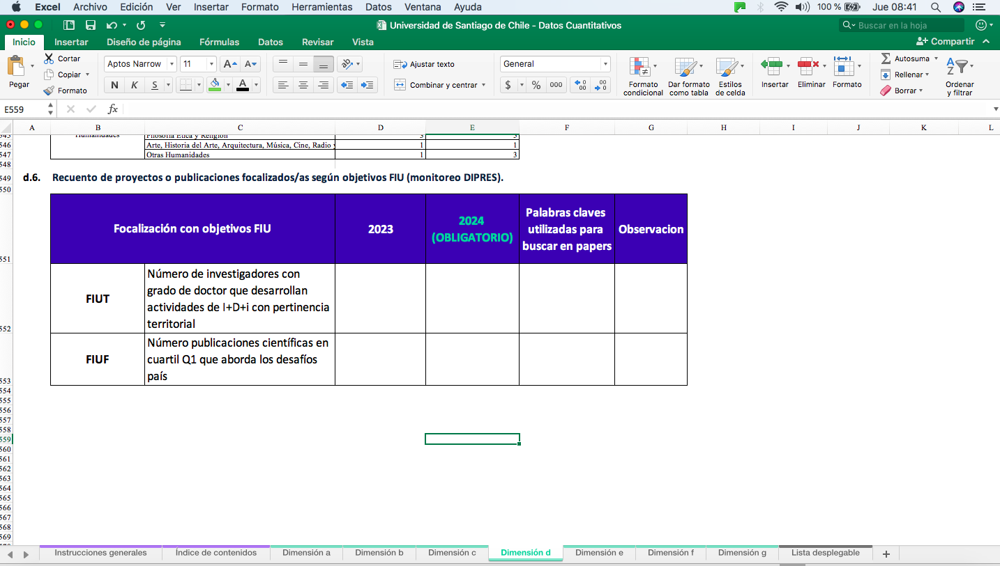 Excel Archivo Edición Ver Insertar Formato Herramientas Datos Ventana Ayuda 100 % Jue 08:41
Universidad de Santiago de Chile - Datos Cuantitativos
Buscar en la hoja
Inicio Insertar Diseño de página Fórmulas Datos Revisar Vista
Compartir
Pegar
Cortar
Copiar
Formato
Aptos Narrow 11 A A
N K S A
Ajustar texto
Combinar y centrar
General
$ % 000
Formato condicional
Dar formato como tabla
Estilos de celda
Insertar
Eliminar
Formato
Autosuma
Rellenar
Borrar
Ordenar y filtrar
E559 fx
A B C D E F G H I J K L
Humanidades
Filosofía Ética y Religión 3 3
546 Arte, Historia del Arte, Arquitectura, Música, Cine, Radio y 1 1
547 Otras Humanidades 1 3
548
549 d.6. Recuento de proyectos o publicaciones focalizados/as según objetivos FIU (monitoreo DIPRES).
550
Focalización con objetivos FIU
2023
2024
(OBLIGATORIO)
Palabras claves
utilizadas para
buscar en papers
Observacion
551
FIUT
Número de investigadores con
grado de doctor que desarrollan
actividades de I+D+i con pertinencia
territorial
552
FIUF
Número publicaciones científicas en
cuartil Q1 que aborda los desafíos
país
553
554
555
556
557
558
559
560
561
562
563
564
565
566
567
568
569
Instrucciones generales Índice de contenidos Dimensión a Dimensión b Dimensión c Dimensión d Dimensión e Dimensión f Dimensión g Lista desplegable +